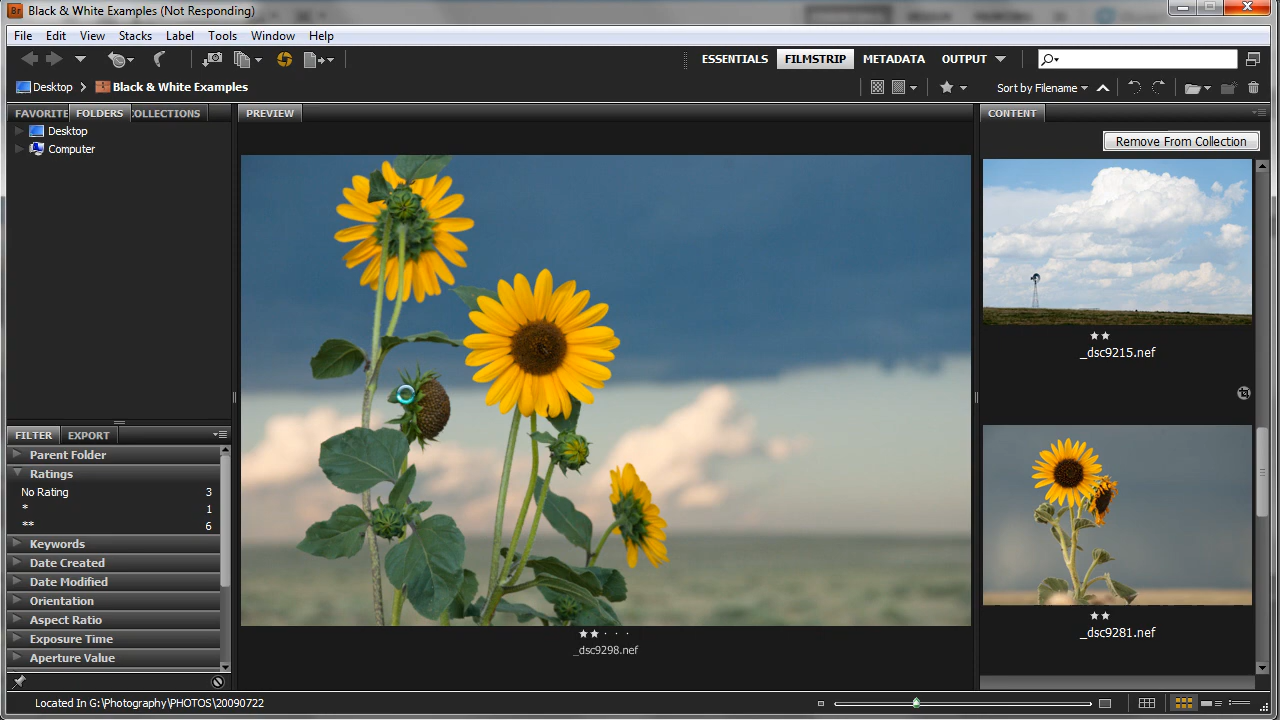 Br Black & White Examples (Not Responding)
File Edit View Stacks Label Tools Window Help
ESSENTIALS FILMSTRIP METADATA OUTPUT
Desktop Black & White Examples
Sort by Filename
FAVORITE FOLDERS COLLECTIONS
PREVIEW
CONTENT
Desktop
Computer
Remove From Collection
_dsc9215.nef
FILTER EXPORT
Parent Folder
Ratings
No Rating 3
* 1
** 6
Keywords
Date Created
Date Modified
Orientation
Aspect Ratio
Exposure Time
Aperture Value
_dsc9298.nef
_dsc9281.nef
Located In G:\Photography\PHOTOS\20090722